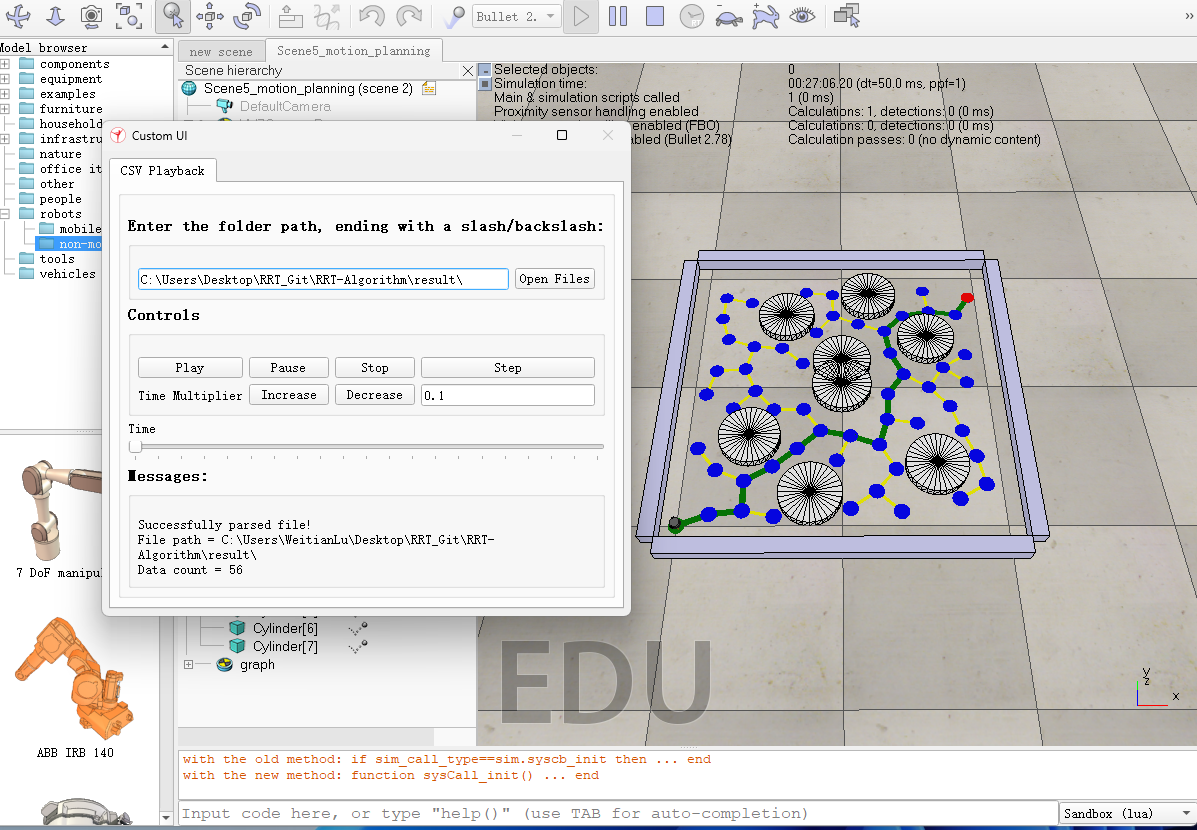 Bullet 2.
Model browser
new scene
Scene5_motion_planning
components
equipment
examples
furniture
household
infrastru
nature
office it
other
people
robots
mobile
non-mo
tools
vehicles
Scene hierarchy
Scene5_motion_planning (scene 2)
DefaultCamera
Selected objects: 0
Simulation time: 00:27:06.20 (dt=50.0 ms, ppf=1)
Main & simulation scripts called 1 (0 ms)
Proximity sensor handling enabled Calculations: 1, detections: 0 (0 ms)
enabled (FBO) Calculations: 0, detections: 0 (0 ms)
abled (Bullet 2.78) Calculation passes: 0 (no dynamic content)
Custom UI
CSV Playback
Enter the folder path, ending with a slash/backslash:
C:\Users\Desktop\RRT_Git\RRT-Algorithm\result\
Open Files
Controls
Play Pause Stop Step
Time Multiplier Increase Decrease 0.1
Time
Messages:
Successfully parsed file!
File path = C:\Users\WeitianLu\Desktop\RRT_Git\RRT-
Algorithm\result\
Data count = 56
7 DoF manipul
ABB IRB 140
Cylinder[6]
Cylinder[7]
graph
EDU
y
z
x
with the old method: if sim_call_type==sim.syscb_init then ... end
with the new method: function sysCall_init() ... end
Input code here, or type "help()" (use TAB for auto-completion)
Sandbox (lua)